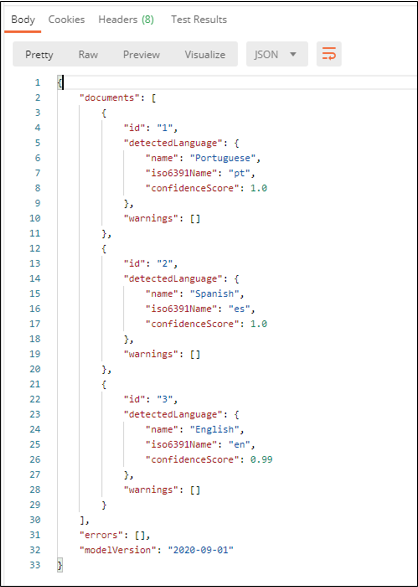 Body Cookies Headers (8) Test Results
Pretty Raw Preview Visualize JSON
1 {
2 "documents": [
3 {
4 "id": "1",
5 "detectedLanguage": {
6 "name": "Portuguese",
7 "iso6391Name": "pt",
8 "confidenceScore": 1.0
9 },
10 "warnings": []
11 },
12 {
13 "id": "2",
14 "detectedLanguage": {
15 "name": "Spanish",
16 "iso6391Name": "es",
17 "confidenceScore": 1.0
18 },
19 "warnings": []
20 },
21 {
22 "id": "3",
23 "detectedLanguage": {
24 "name": "English",
25 "iso6391Name": "en",
26 "confidenceScore": 0.99
27 },
28 "warnings": []
29 }
30 ],
31 "errors": [],
32 "modelVersion": "2020-09-01"
33 }